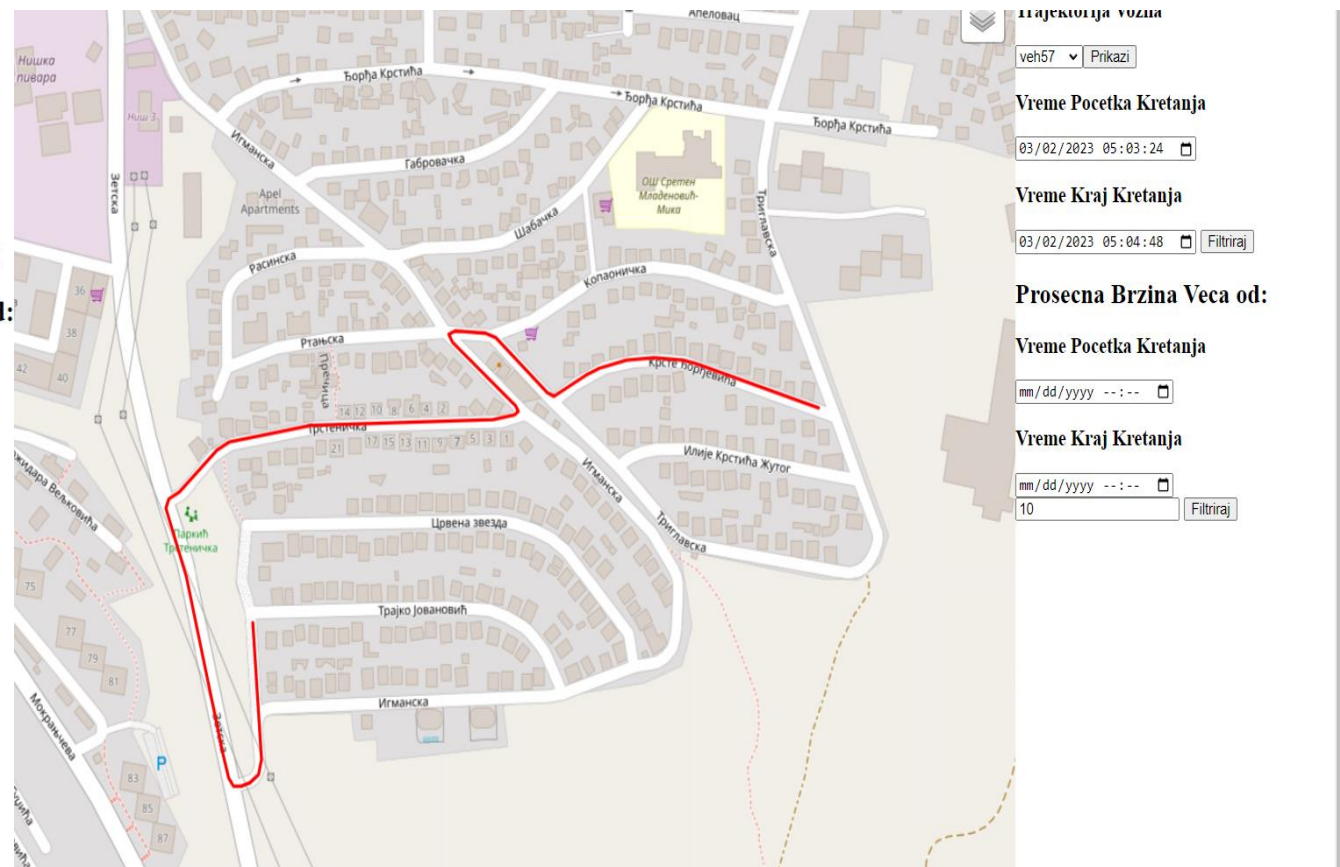 Апеловац
Нишка
пивара
Ниш 3
Ђорђа Крстића
Ђорђа Крстића
Ђорђа Крстића
Игманска
Габровачка
Зетска
Apel
Apartments
ОШ Сретен
Младеновић-
Мика
Шабачка
Триглавска
Расинска
Копаоничка
36
38
42
40
Ртањска
Пречица
Крсте Ђорђевића
14 12 10 8 6 4 2
Трстеничка
21 17 15 13 11 9 7 5 3 1
Илије Крстића Жутог
Игманска
Триглавска
Паркић
Трстеничка
Црвена звезда
75
77
79
81
Трајко Јовановић
Игманска
Зетска
Мокрањчева
P
83
85
87
d:
Trajektorija Vozila
veh57 Prikazi
Vreme Pocetka Kretanja
03/02/2023 05:03:24
Vreme Kraj Kretanja
03/02/2023 05:04:48 Filtriraj
Prosecna Brzina Veca od:
Vreme Pocetka Kretanja
mm/dd/yyyy --:--
Vreme Kraj Kretanja
mm/dd/yyyy --:--
10 Filtriraj